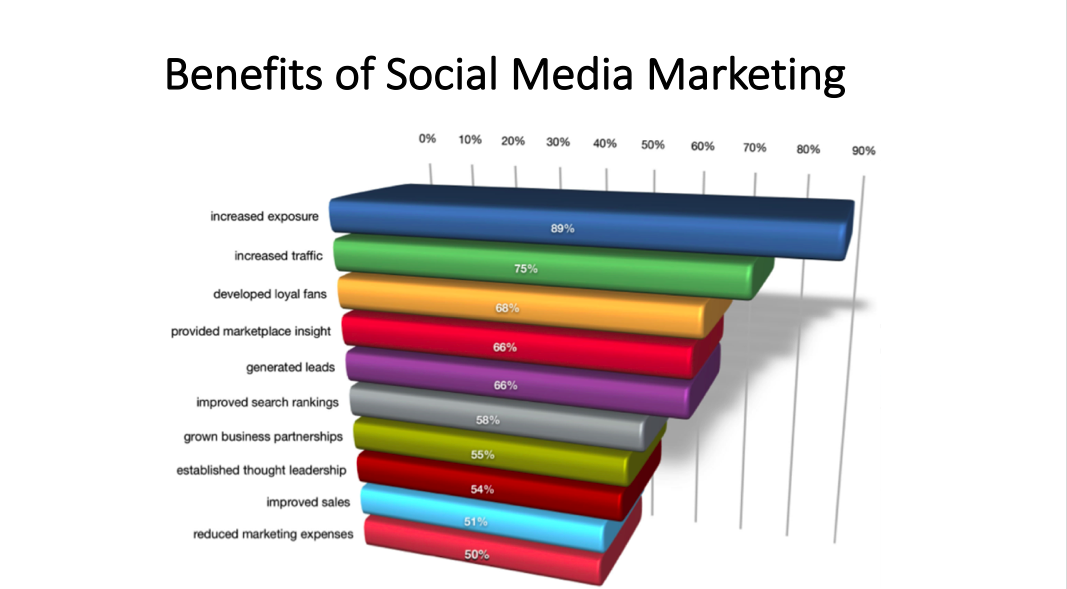 Benefits of Social Media Marketing
0% 10% 20% 30% 40% 50% 60% 70% 80% 90%
increased exposure 89%
increased traffic 75%
developed loyal fans 68%
provided marketplace insight 66%
generated leads 66%
improved search rankings 58%
grown business partnerships 55%
established thought leadership 54%
improved sales 51%
reduced marketing expenses 50%